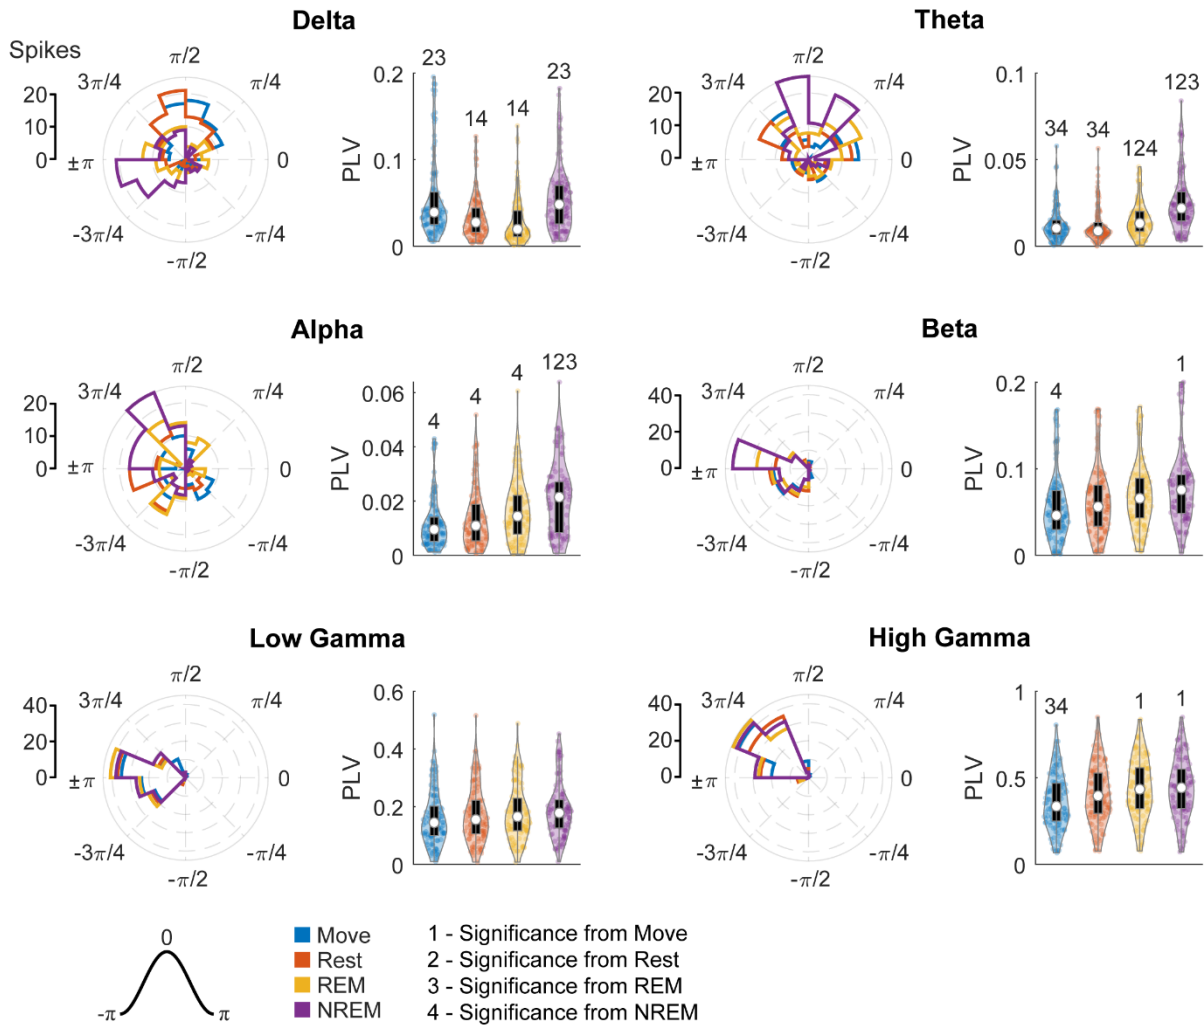 Delta
Theta
Spikes
π/2
3π/4
π/4
20
10
0
±π
0
-3π/4
-π/4
-π/2
PLV
0.2
0.1
0
23
14
14
23
π/2
3π/4
π/4
20
10
0
±π
0
-3π/4
-π/4
-π/2
PLV
0.1
0.05
0
34
34
124
123
Alpha
Beta
π/2
3π/4
π/4
20
10
0
±π
0
-3π/4
-π/4
-π/2
PLV
0.06
0.04
0.02
0
4
4
4
123
π/2
3π/4
π/4
40
20
0
±π
0
-3π/4
-π/4
-π/2
PLV
0.2
0.1
0
4
1
Low Gamma
High Gamma
π/2
3π/4
π/4
40
20
0
±π
0
-3π/4
-π/4
-π/2
PLV
0.6
0.4
0.2
0
π/2
3π/4
π/4
40
20
0
±π
0
-3π/4
-π/4
-π/2
PLV
1
0.5
0
34
1
1
0
-π
π
Move
Rest
REM
NREM
1 - Significance from Move
2 - Significance from Rest
3 - Significance from REM
4 - Significance from NREM